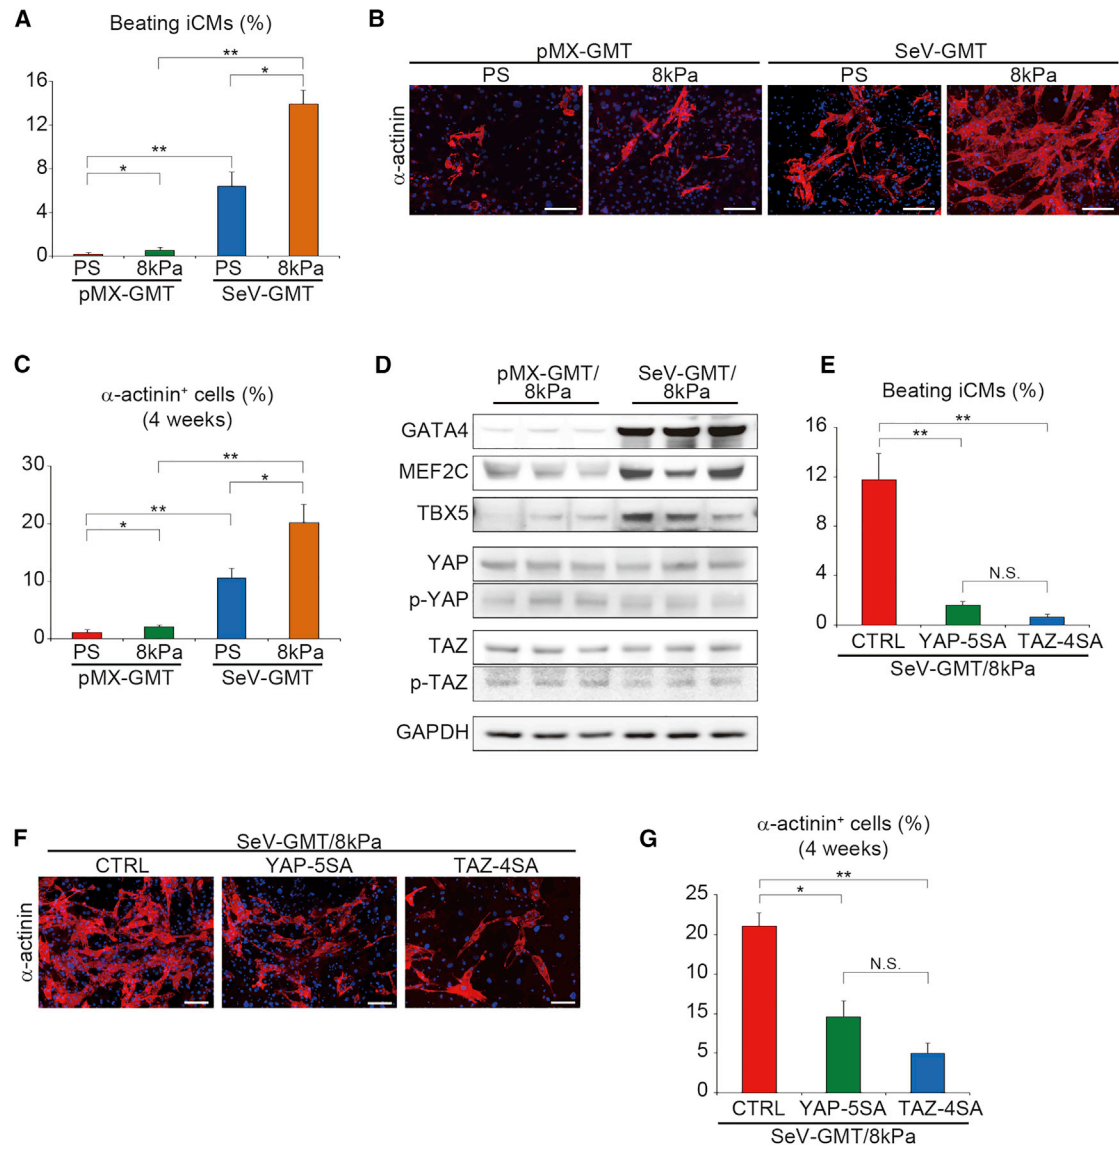 A
Beating iCMs (%)
**
*
16
12
**
8
*
4
0
PS 8kPa PS 8kPa
pMX-GMT SeV-GMT
B
pMX-GMT SeV-GMT
PS 8kPa PS 8kPa
α-actinin
C
α-actinin⁺ cells (%)
(4 weeks)
30
**
*
20
**
*
10
0
PS 8kPa PS 8kPa
pMX-GMT SeV-GMT
D
pMX-GMT/ SeV-GMT/
8kPa 8kPa
GATA4
MEF2C
TBX5
YAP
p-YAP
TAZ
p-TAZ
GAPDH
E
Beating iCMs (%)
16
**
**
12
8
N.S.
4
0
CTRL YAP-5SA TAZ-4SA
SeV-GMT/8kPa
F
SeV-GMT/8kPa
CTRL YAP-5SA TAZ-4SA
α-actinin
G
α-actinin⁺ cells (%)
(4 weeks)
25
**
*
20
10
N.S.
15
5
0
CTRL YAP-5SA TAZ-4SA
SeV-GMT/8kPa